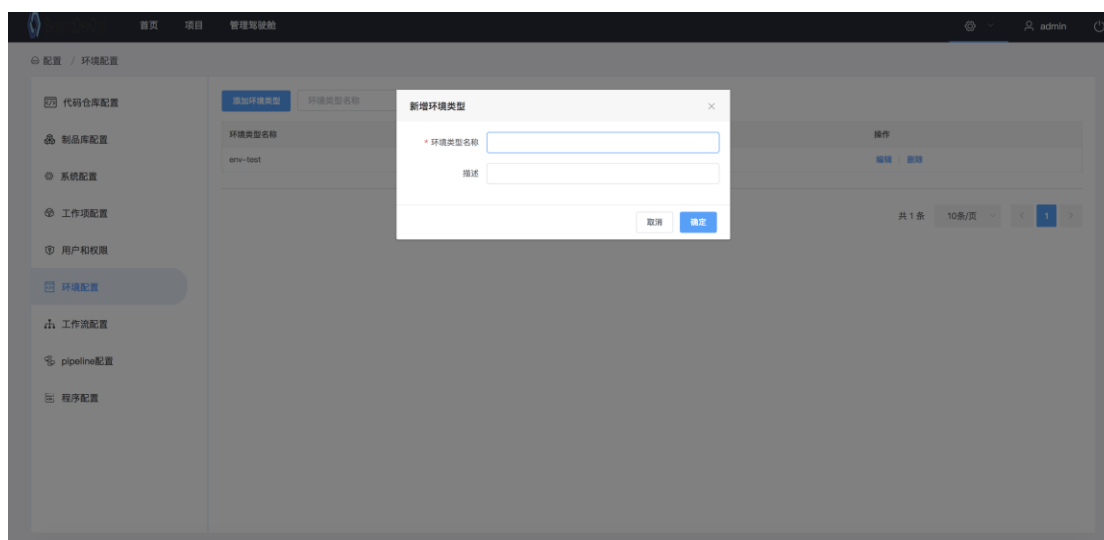 首页 项目 管理驾驶舱 admin
配置 / 环境配置
代码仓库配置
制品库配置
系统配置
工作项配置
用户和权限
环境配置
工作流配置
pipeline配置
程序配置
添加环境类型 环境类型名称
环境类型名称 操作
env-test 编辑 删除
共 1 条 10条/页 1
新增环境类型
* 环境类型名称
描述
取消 确定